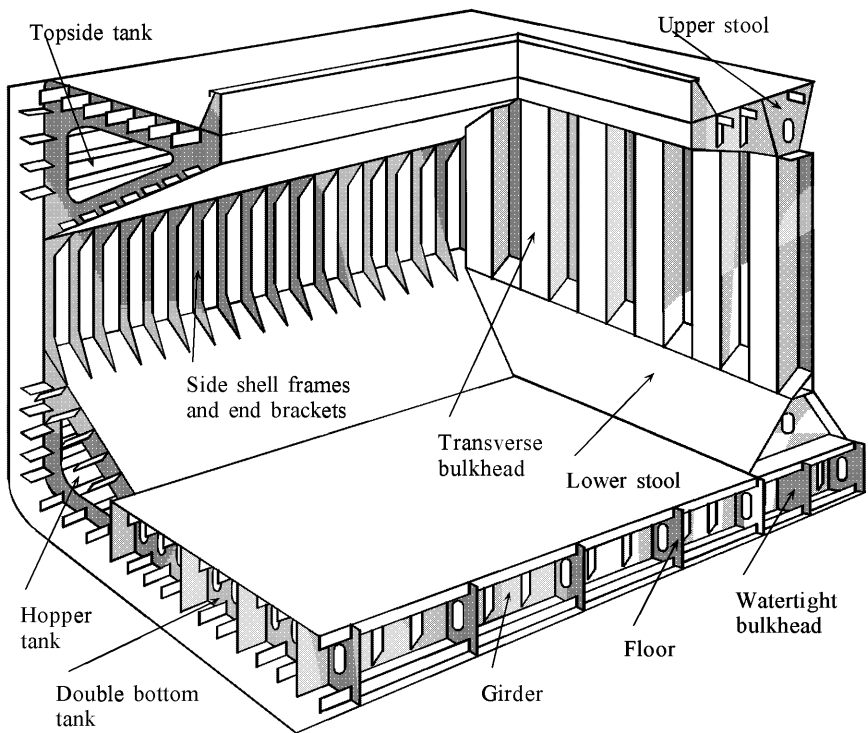 Topside tank
Upper stool
Side shell frames
and end brackets
Transverse
bulkhead
Lower stool
Hopper
tank
Double bottom
tank
Girder
Floor
Watertight
bulkhead